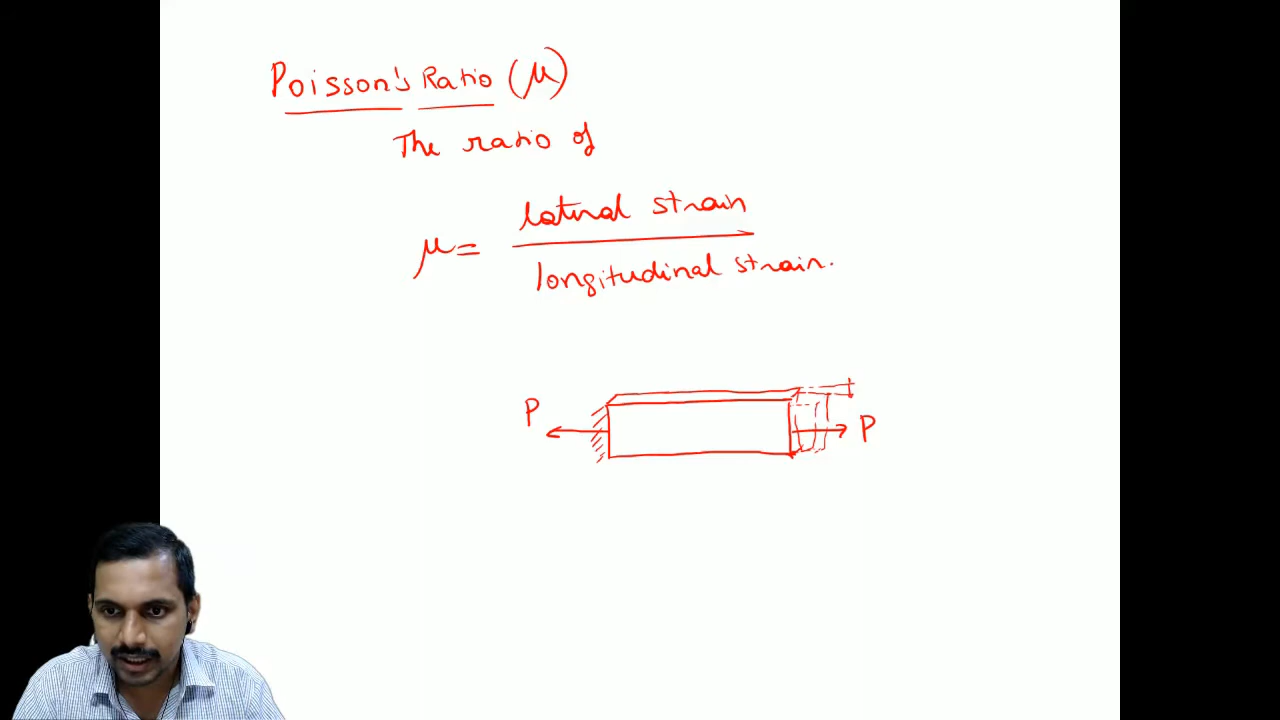 Poisson's Ratio (μ)
The ratio of
μ = lateral strain
longitudinal strain.
P
P